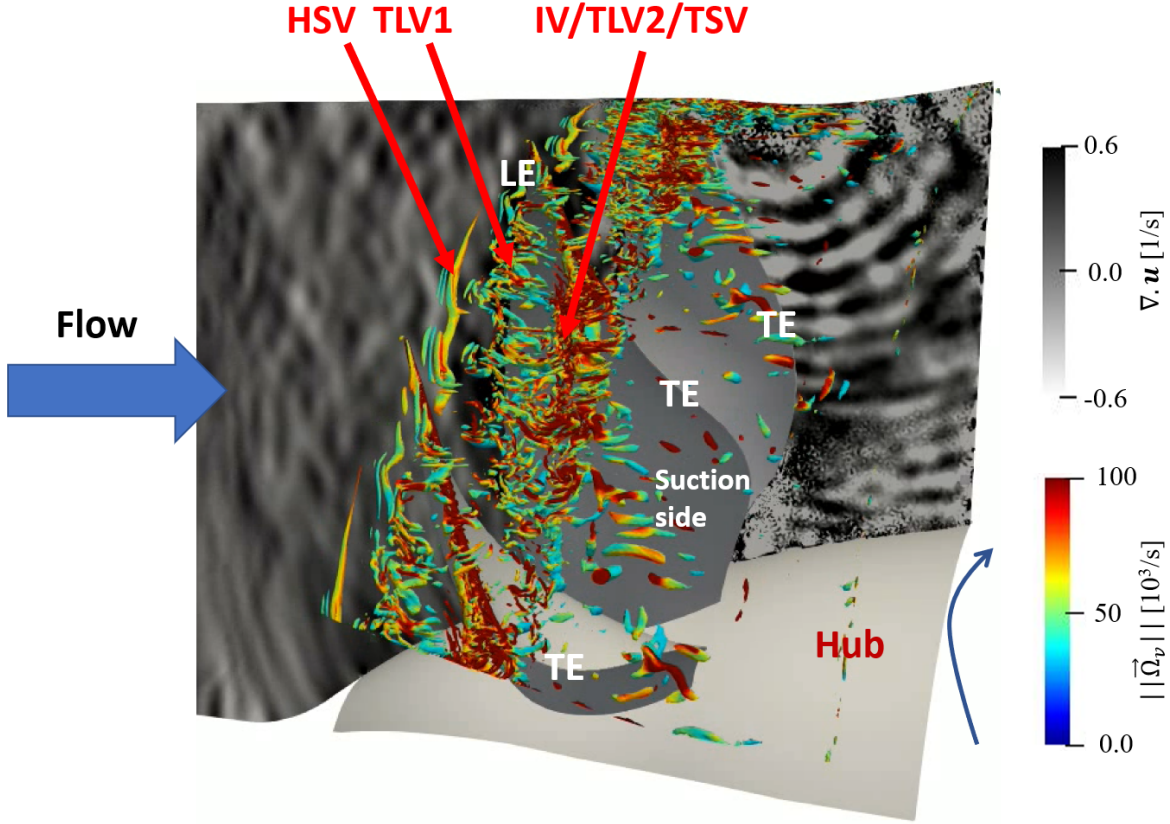 HSV TLV1 IV/TLV2/TSV
LE
Flow
TE
TE
Suction
side
TE
Hub
0.6
0.0
-0.6
∇. u [1/s]
100
50
0.0
||Ω⃗ᵥ|| | [10³/s]